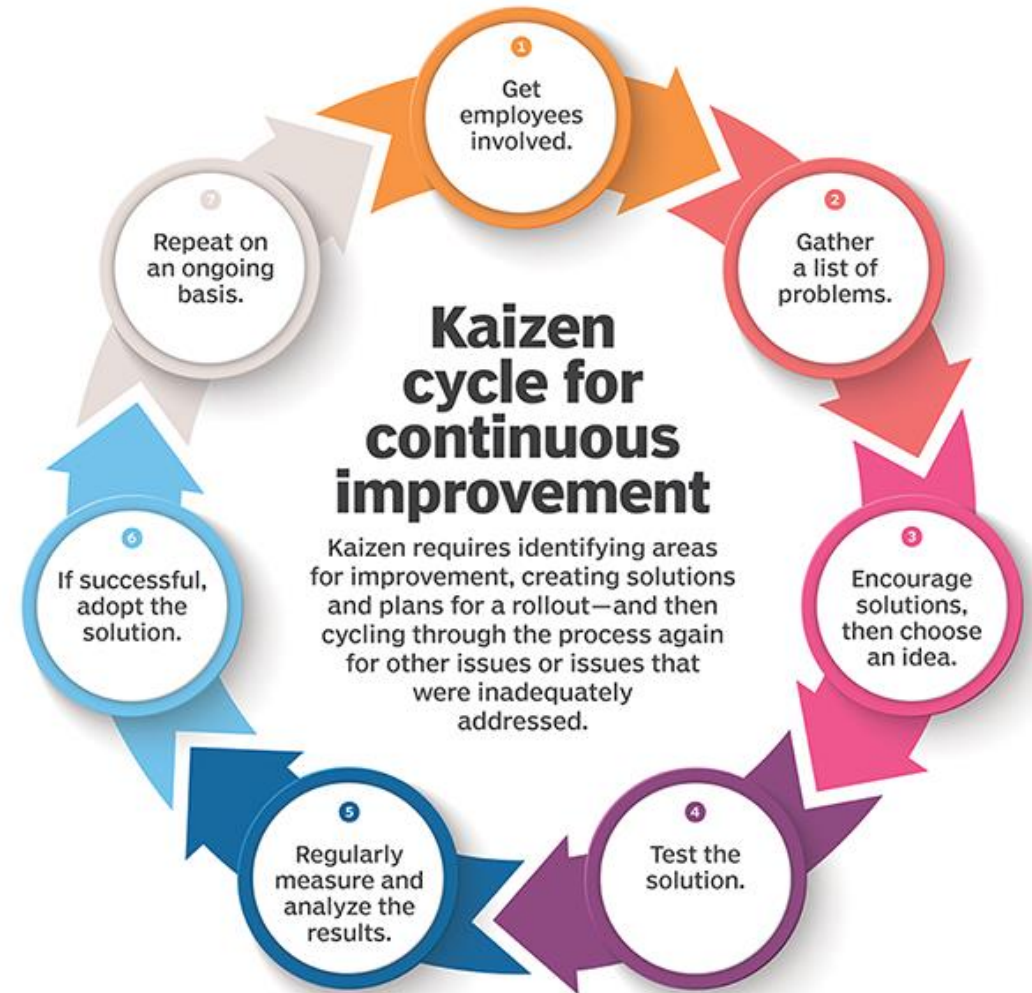 Kaizen
cycle for
continuous
improvement
Kaizen requires identifying areas
for improvement, creating solutions
and plans for a rollout—and then
cycling through the process again
for other issues or issues that
were inadequately
addressed.
1
Get
employees
involved.
2
Gather
a list of
problems.
3
Encourage
solutions,
then choose
an idea.
4
Test the
solution.
5
Regularly
measure and
analyze the
results.
6
If successful,
adopt the
solution.
7
Repeat on
an ongoing
basis.